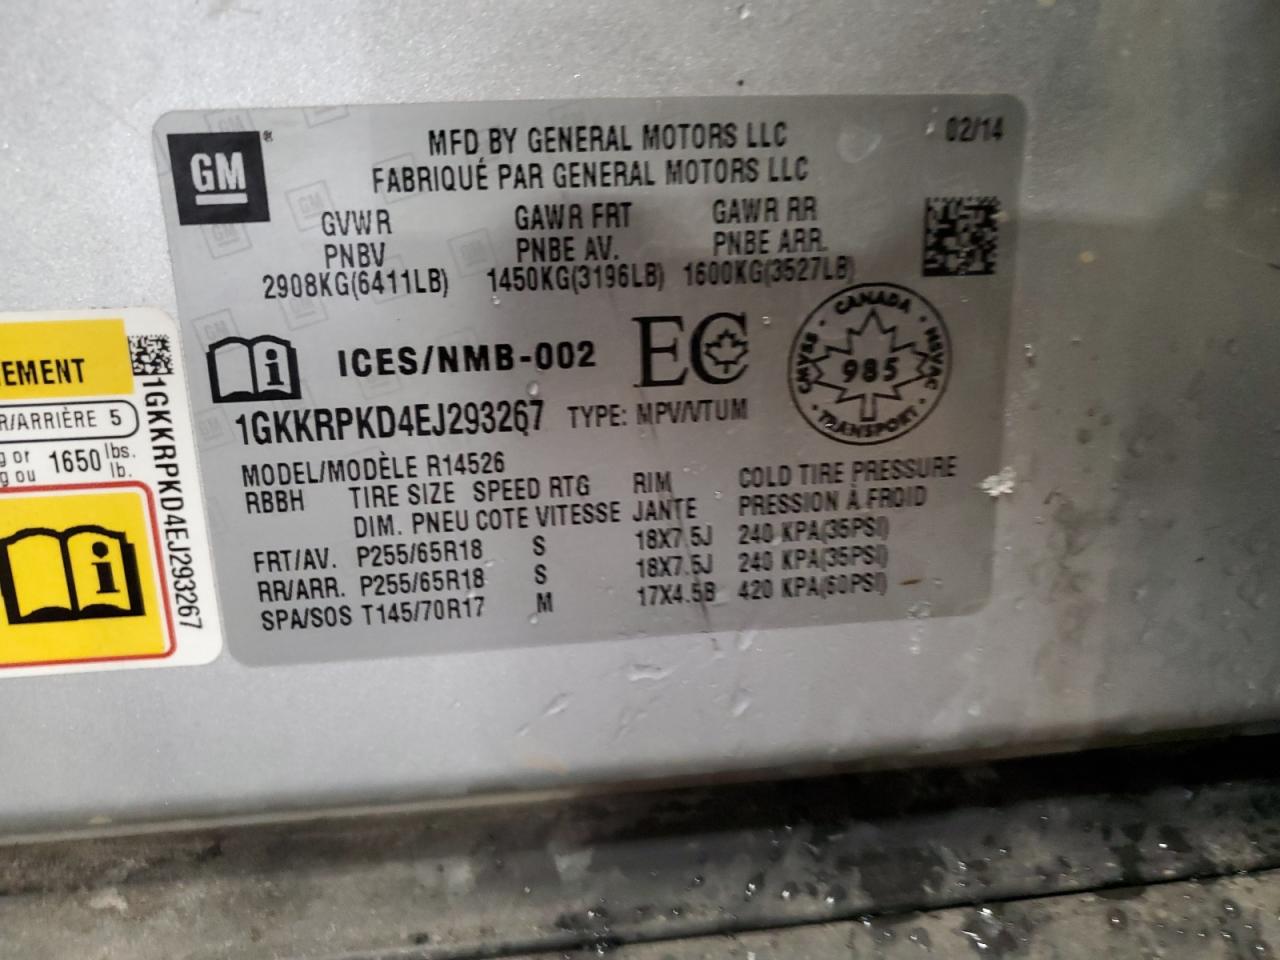 GM®
MFD BY GENERAL MOTORS LLC
02/14
FABRIQUÉ PAR GENERAL MOTORS LLC
GVWR GAWR FRT GAWR RR
PNBV PNBE AV. PNBE ARR.
2908KG(6411LB) 1450KG(3196LB) 1600KG(3527LB)
i ICES/NMB-002 EC
CANADA
CMVSS 985 NSVAC
TRANSPORT
1GKKRPKD4EJ293267 TYPE: MPV/VTUM
MODEL/MODÈLE R14526
RBBH TIRE SIZE SPEED RTG RIM COLD TIRE PRESSURE
DIM. PNEU COTE VITESSE JANTE PRESSION À FROID
FRT/AV. P255/65R18 S 18X7.5J 240 KPA(35PSI)
RR/ARR. P255/65R18 S 18X7.5J 240 KPA(35PSI)
SPA/SOS T145/70R17 M 17X4.5B 420 KPA(60PSI)
EMENT
R/ARRIÈRE 5
g or 1650 lbs.
g ou lb.
i
1GKKRPKD4EJ293267